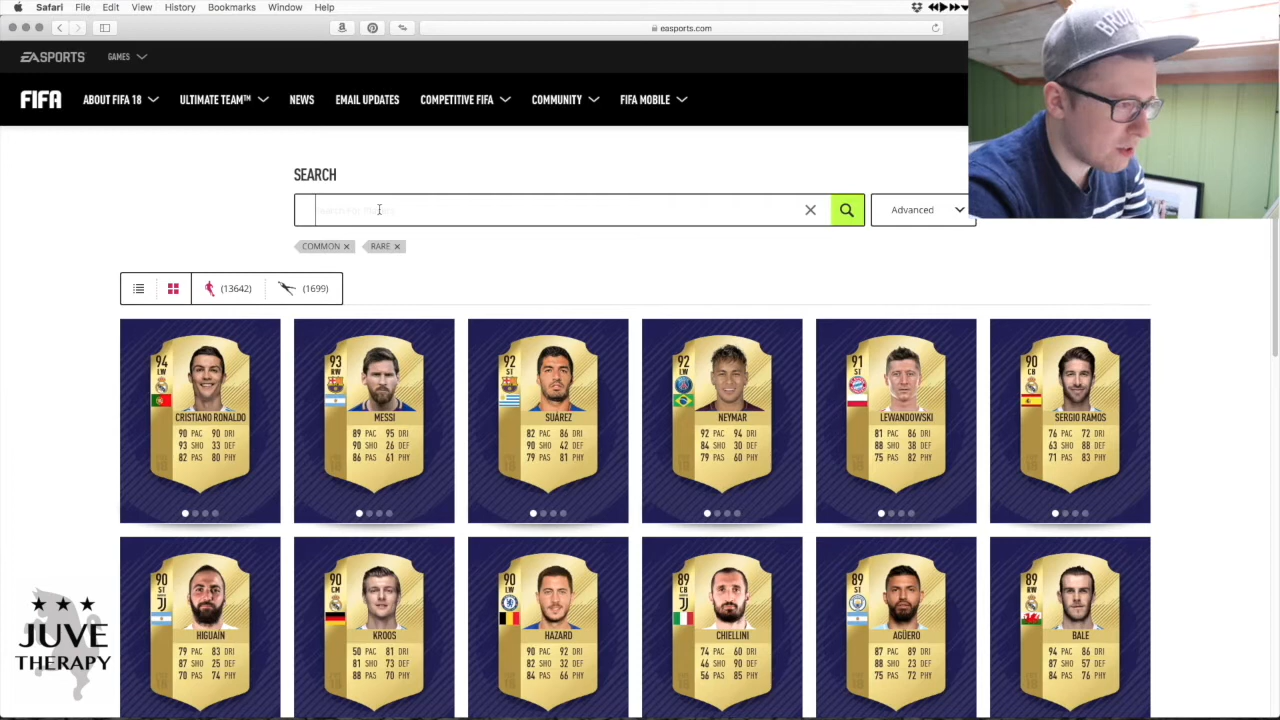 Safari File Edit View History Bookmarks Window Help
easports.com
EA SPORTS GAMES
FIFA ABOUT FIFA 18 ULTIMATE TEAM™ NEWS EMAIL UPDATES COMPETITIVE FIFA COMMUNITY FIFA MOBILE
SEARCH
Advanced
COMMON × RARE ×
(13642) (1699)
94
LW
CRISTIANO RONALDO
90 PAC 90 DRI
93 SHO 33 DEF
82 PAS 80 PHY
93
RW
MESSI
89 PAC 95 DRI
90 SHO 26 DEF
86 PAS 61 PHY
92
ST
SUÁREZ
82 PAC 86 DRI
90 SHO 42 DEF
79 PAS 81 PHY
92
LW
NEYMAR
92 PAC 94 DRI
84 SHO 30 DEF
79 PAS 60 PHY
91
ST
LEWANDOWSKI
81 PAC 86 DRI
88 SHO 38 DEF
75 PAS 82 PHY
90
CB
SERGIO RAMOS
76 PAC 72 DRI
63 SHO 88 DEF
71 PAS 83 PHY
90
ST
HIGUAÍN
79 PAC 83 DRI
87 SHO 25 DEF
70 PAS 74 PHY
90
CM
KROOS
50 PAC 81 DRI
81 SHO 73 DEF
88 PAS 70 PHY
90
LW
HAZARD
90 PAC 92 DRI
82 SHO 32 DEF
84 PAS 66 PHY
89
CB
CHIELLINI
74 PAC 60 DRI
46 SHO 90 DEF
56 PAS 85 PHY
89
ST
AGÜERO
87 PAC 89 DRI
88 SHO 23 DEF
75 PAS 72 PHY
89
RW
BALE
94 PAC 86 DRI
87 SHO 57 DEF
84 PAS 76 PHY
JUVE
THERAPY